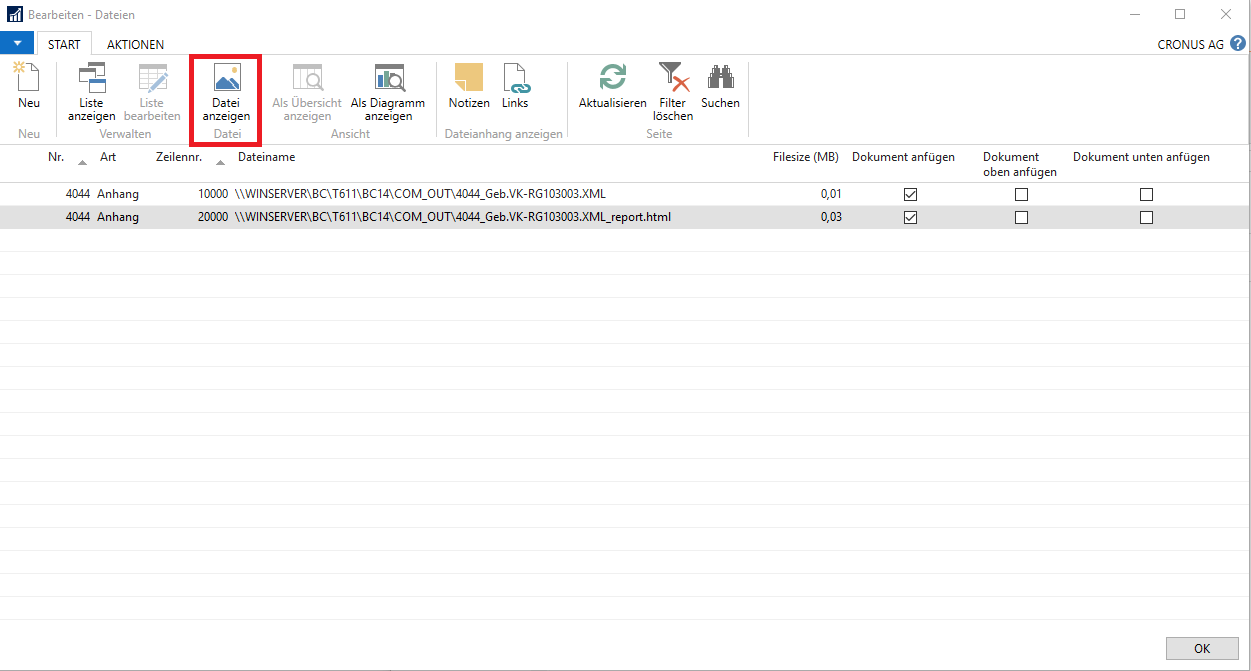 Bearbeiten - Dateien
START AKTIONEN CRONUS AG ?
Neu Liste anzeigen Liste bearbeiten Datei anzeigen Als Übersicht anzeigen Als Diagramm anzeigen Notizen Links Aktualisieren Filter löschen Suchen
Neu Verwalten Datei Ansicht Dateianhang anzeigen Seite
Nr. Art Zeilennr. Dateiname Filesize (MB) Dokument anfügen Dokument oben anfügen Dokument unten anfügen
4044 Anhang 10000 \\WINSERVER\BC\T611\BC14\COM_OUT\4044_Geb.VK-RG103003.XML 0,01
4044 Anhang 20000 \\WINSERVER\BC\T611\BC14\COM_OUT\4044_Geb.VK-RG103003.XML_report.html 0,03
OK